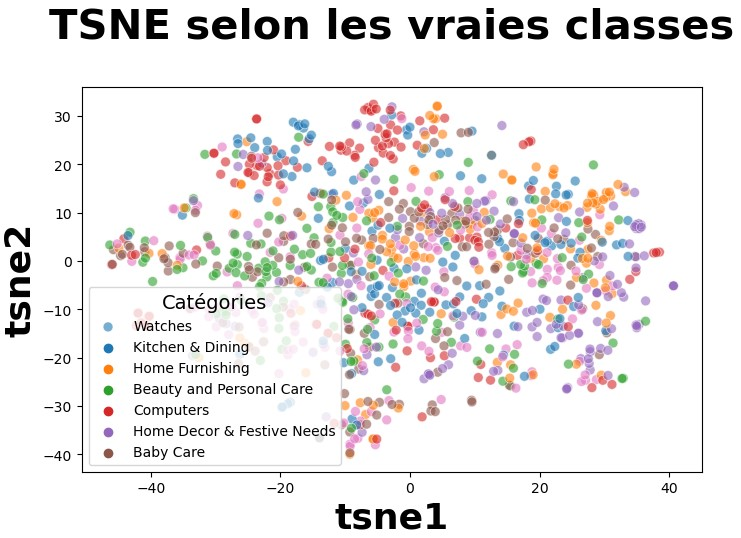 TSNE selon les vraies classes
tsne2
30
20
10
0
−10
−20
−30
−40
Catégories
Watches
Kitchen & Dining
Home Furnishing
Beauty and Personal Care
Computers
Home Decor & Festive Needs
Baby Care
−40
−20
0
20
40
tsne1